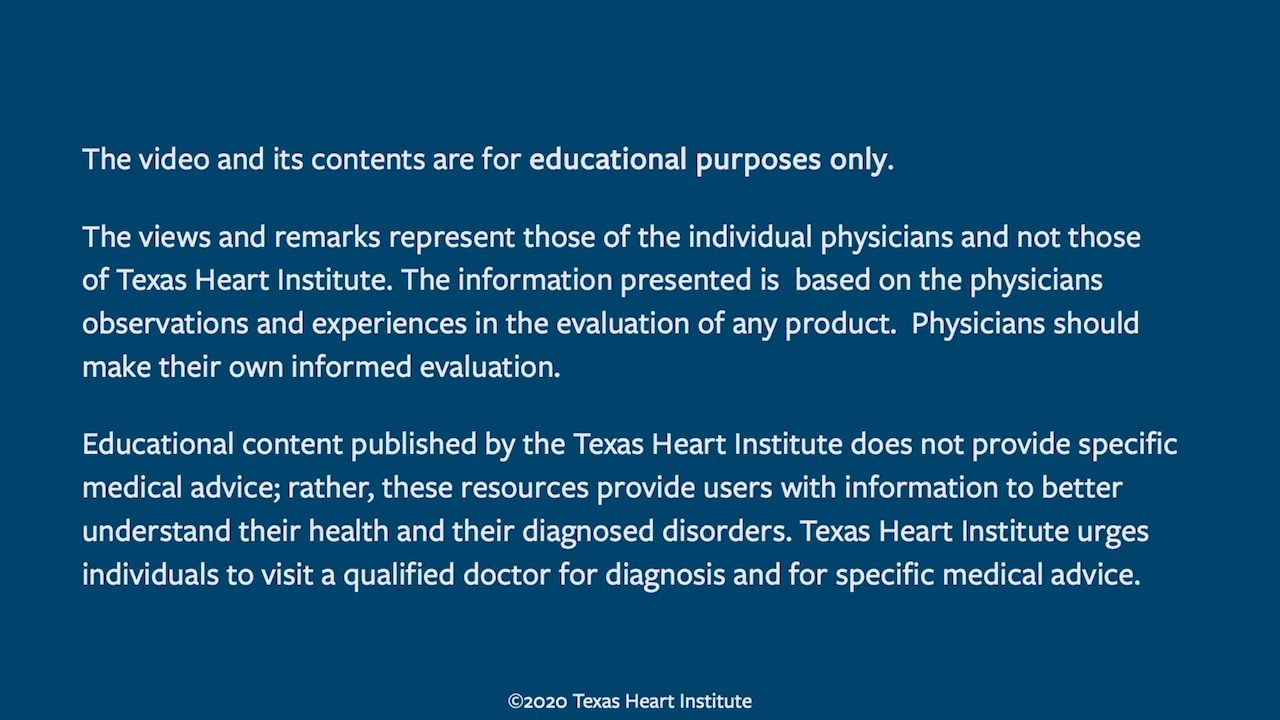 The video and its contents are for educational purposes only.
The views and remarks represent those of the individual physicians and not those
of Texas Heart Institute. The information presented is  based on the physicians
observations and experiences in the evaluation of any product.  Physicians should
make their own informed evaluation.
Educational content published by the Texas Heart Institute does not provide specific
medical advice; rather, these resources provide users with information to better
understand their health and their diagnosed disorders. Texas Heart Institute urges
individuals to visit a qualified doctor for diagnosis and for specific medical advice.
©2020 Texas Heart Institute